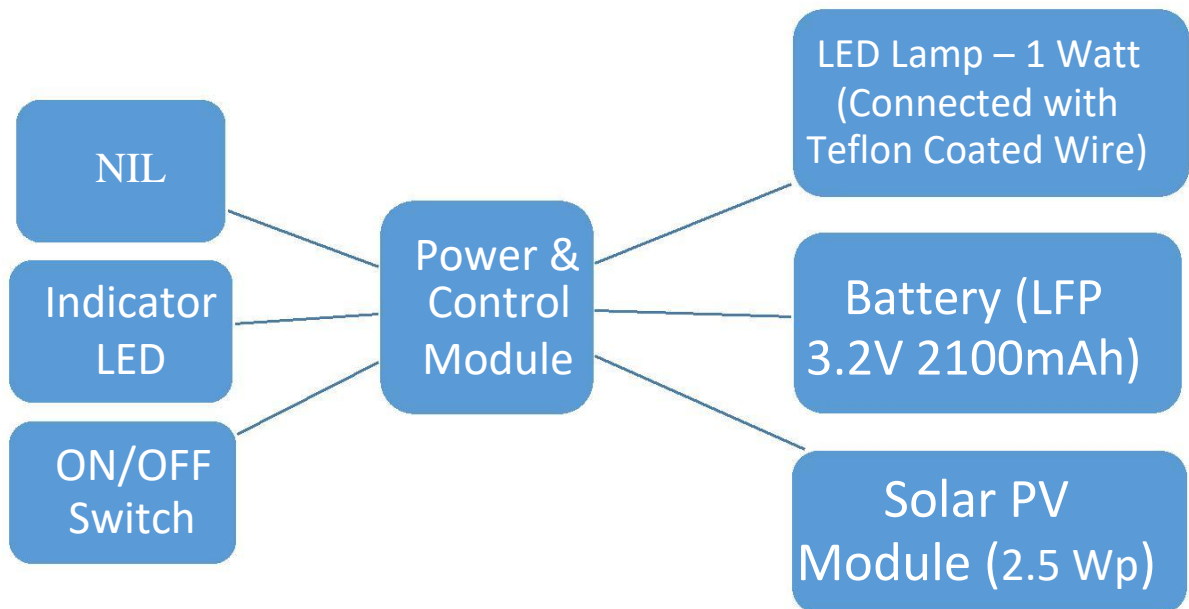 NIL
Indicator
LED
ON/OFF
Switch
Power &
Control
Module
LED Lamp – 1 Watt
(Connected with
Teflon Coated Wire)
Battery (LFP
3.2V 2100mAh)
Solar PV
Module (2.5 Wp)